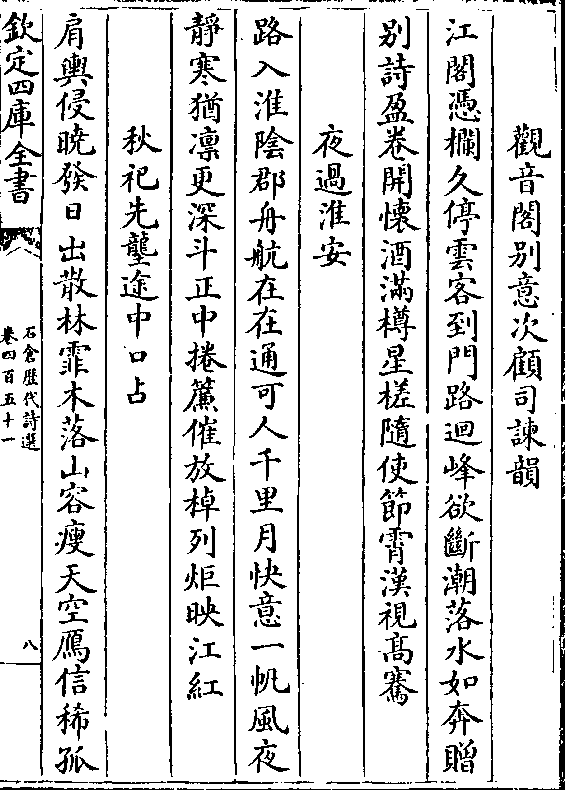 觀音閣别意次顧司諫韻
江閣憑欄久停雲客到門路迴峰欲斷潮落水如奔贈
别詩盈卷開懷酒滿樽星槎隨使節霄漢視髙騫
夜過淮安
路入淮陰郡舟航在在通可人千里月快意一帆風夜
靜寒猶凛更深斗正中捲簾催放棹列炬映江紅
秋祀先壟途中口占
肩輿侵曉發日出散林霏木落山容瘦天空鴈信稀孤
欽定四庫全書
石倉歴代詩選
卷四百五十一
八